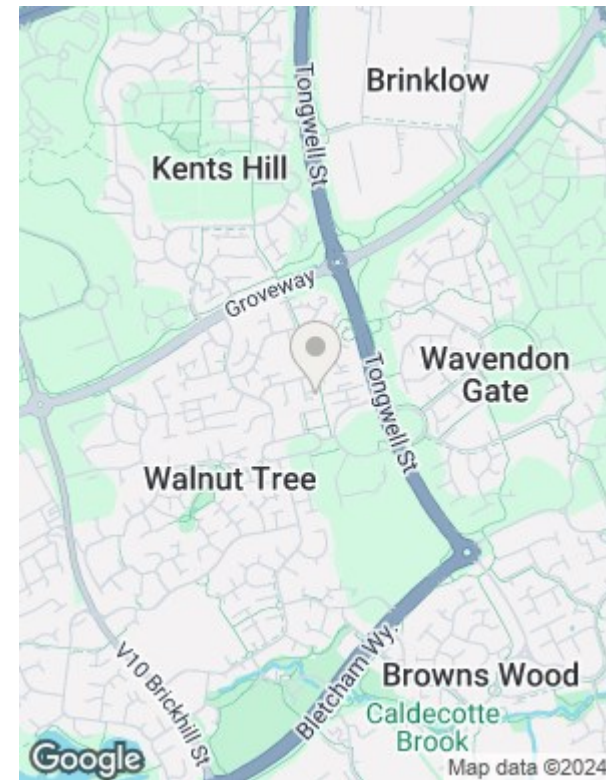 Brinklow
Tongwell St
Kents Hill
Groveway
Wavendon
Gate
Tongwell St
Walnut Tree
Bletcham Wy.
V10 Brickhill St
Browns Wood
Caldecotte
Brook
Google
Map data ©2024